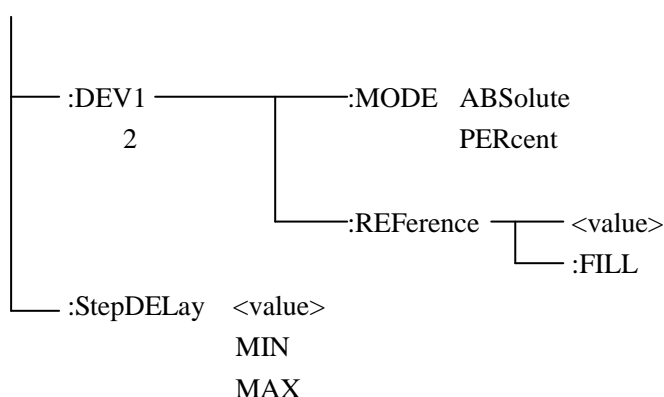 :DEV1 :MODE ABSolute
2 PERcent
:REFerence <value>
:FILL
:StepDELay <value>
MIN
MAX